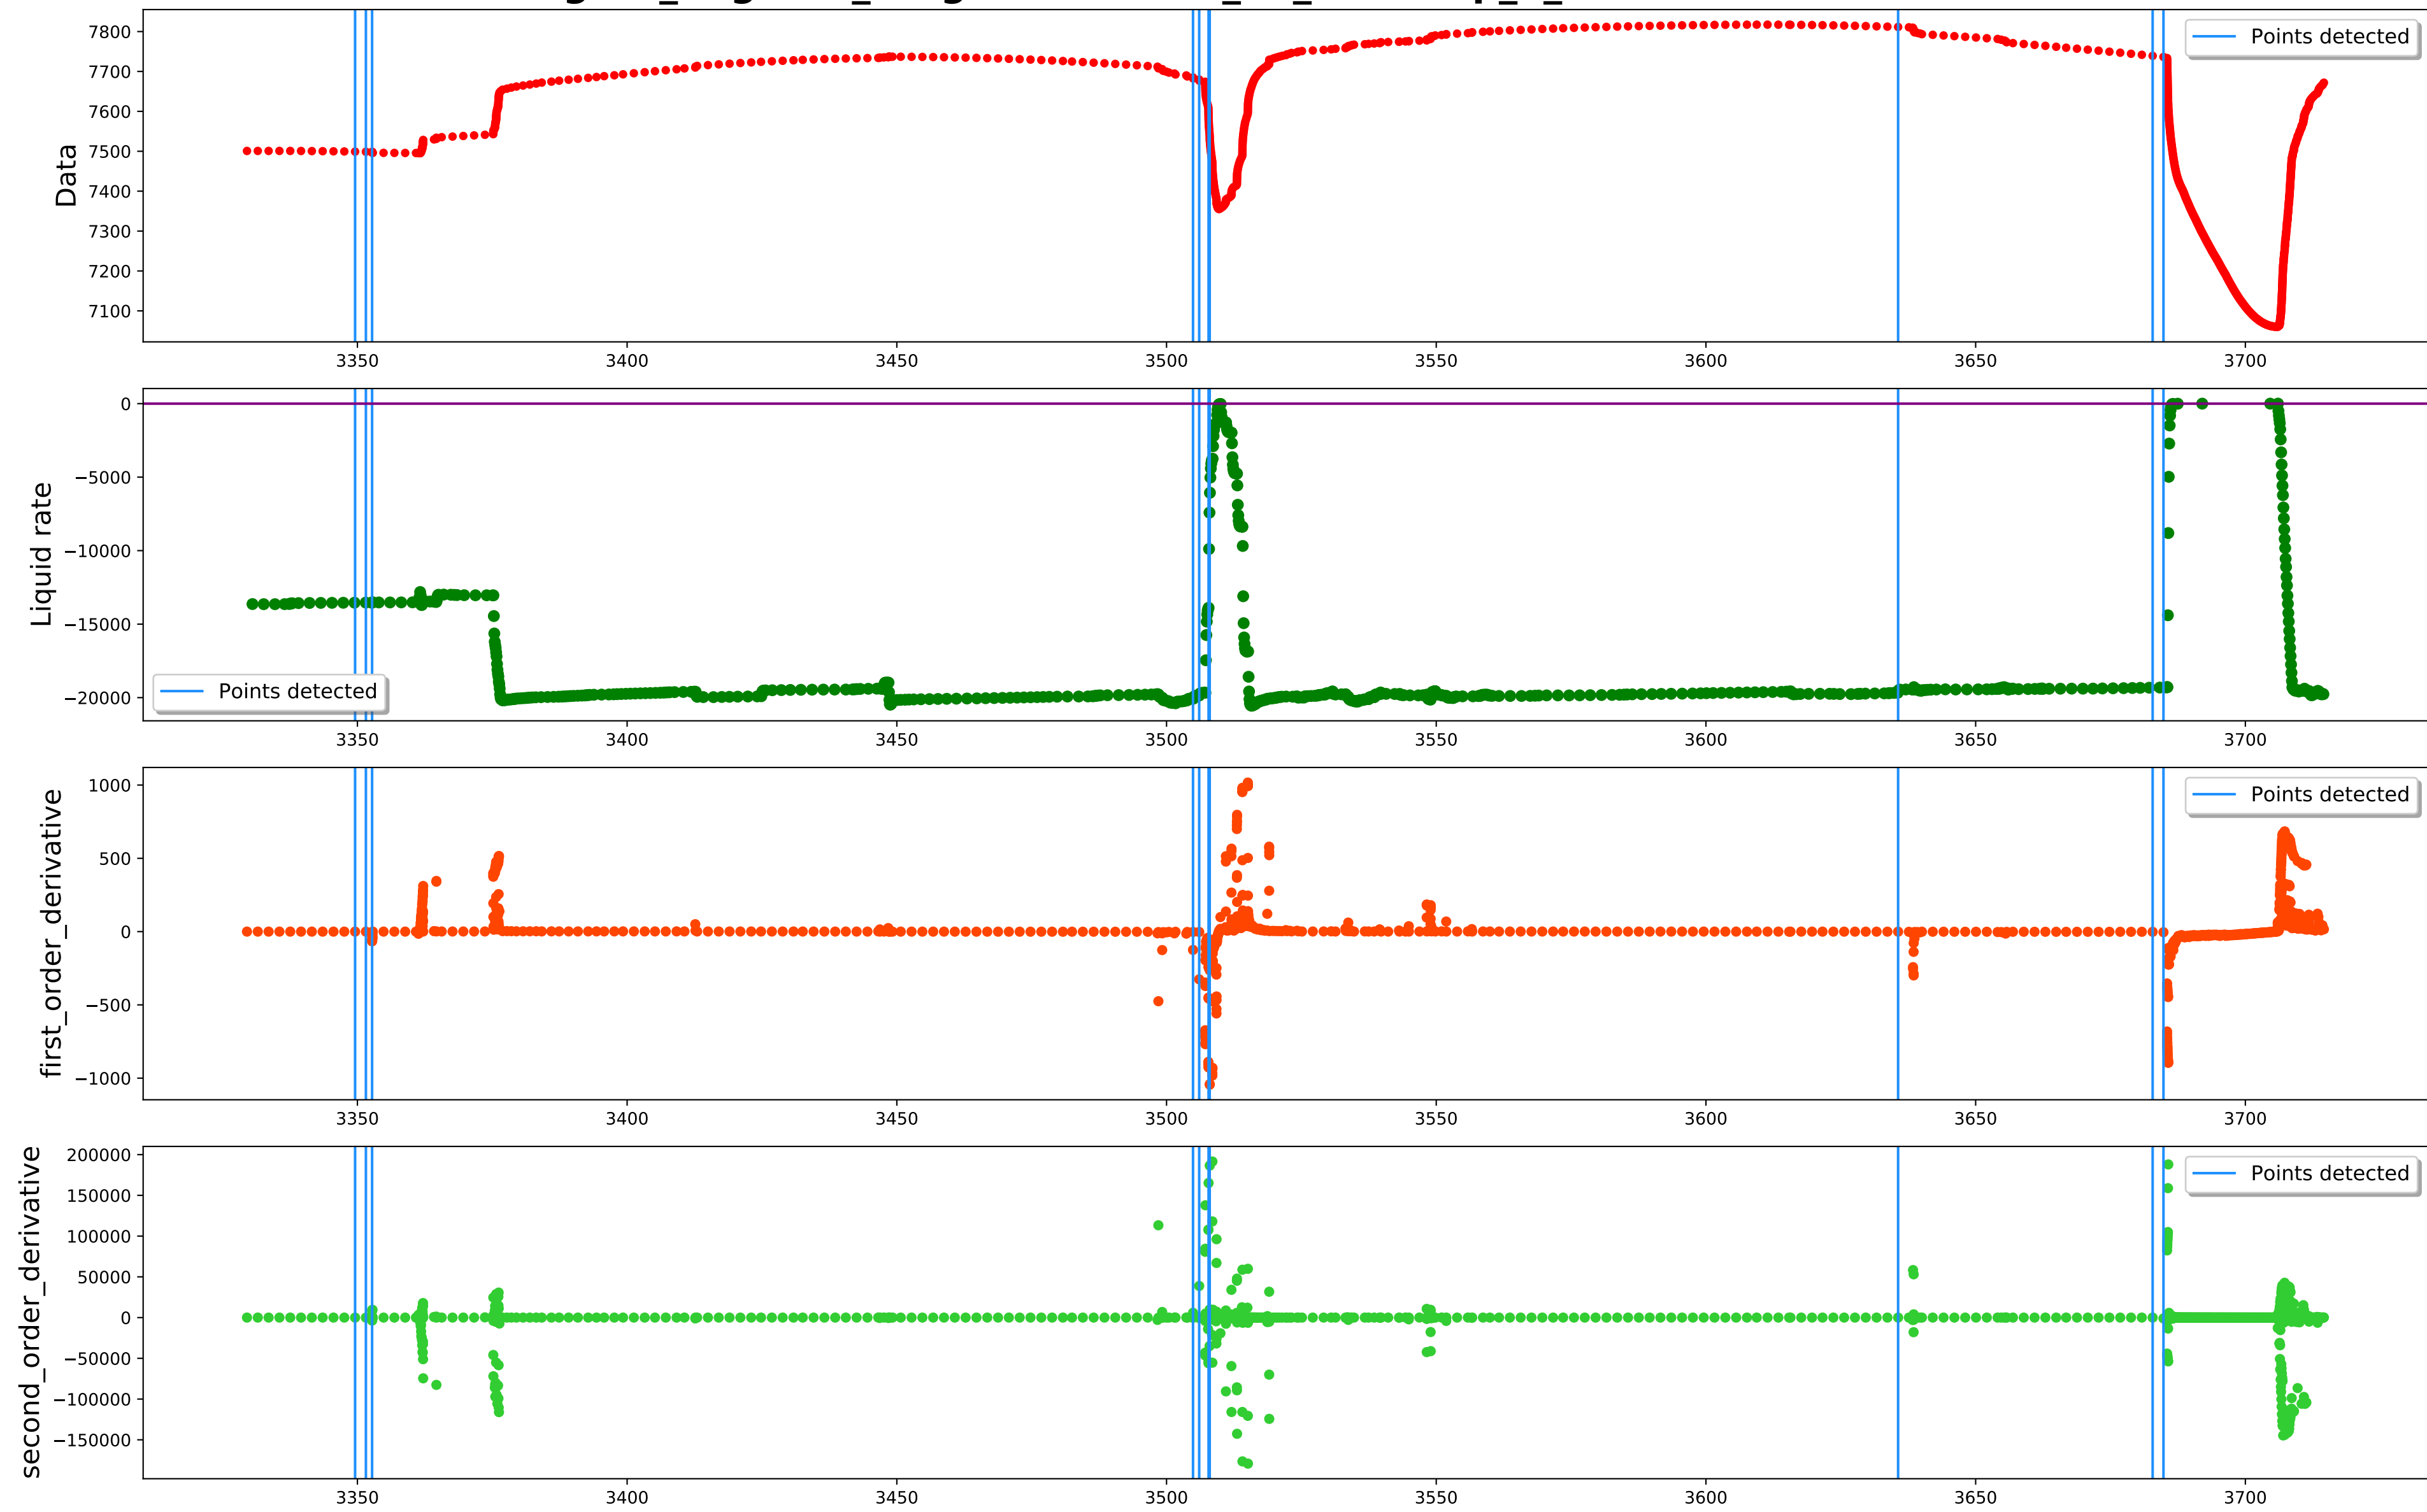 7800
Points detected
7700
7600
7500
7400
7300
7200
7100
Data
3350 3400 3450 3500 3550 3600 3650 3700
0
−5000
−10000
−15000
−20000
Liquid rate
Points detected
3350 3400 3450 3500 3550 3600 3650 3700
1000
Points detected
500
0
−500
−1000
first_order_derivative
3350 3400 3450 3500 3550 3600 3650 3700
200000
Points detected
150000
100000
50000
0
−50000
−100000
−150000
second_order_derivative
3350 3400 3450 3500 3550 3600 3650 3700